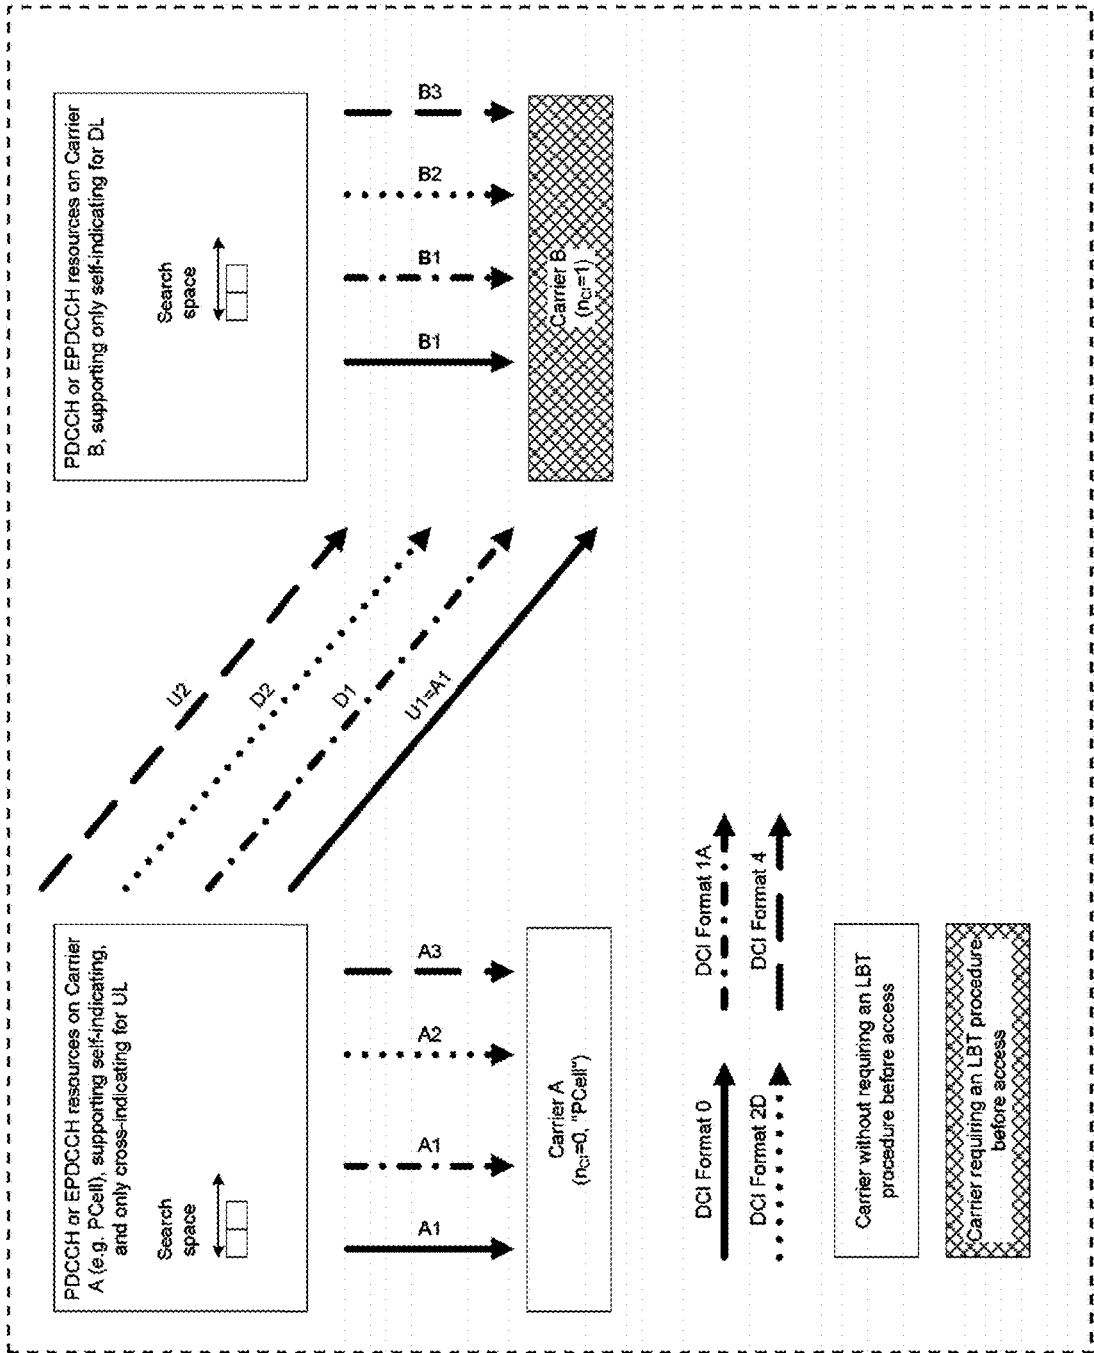 PDCCH or EPDCCH resources on Carrier
A (e.g. PCell), supporting self-indicating,
and only cross-indicating for UL
Search
space
A1
A1
A2
A3
Carrier A
(nCI=0, "PCell")
U2
D2
D1
U1=A1
PDCCH or EPDCCH resources on Carrier
B, supporting only self-indicating for DL
Search
space
B1
B1
B2
B3
Carrier B
(nCI=1)
DCI Format 0
DCI Format 1A
DCI Format 2D
DCI Format 4
Carrier without requiring an LBT
procedure before access
Carrier requiring an LBT procedure
before access